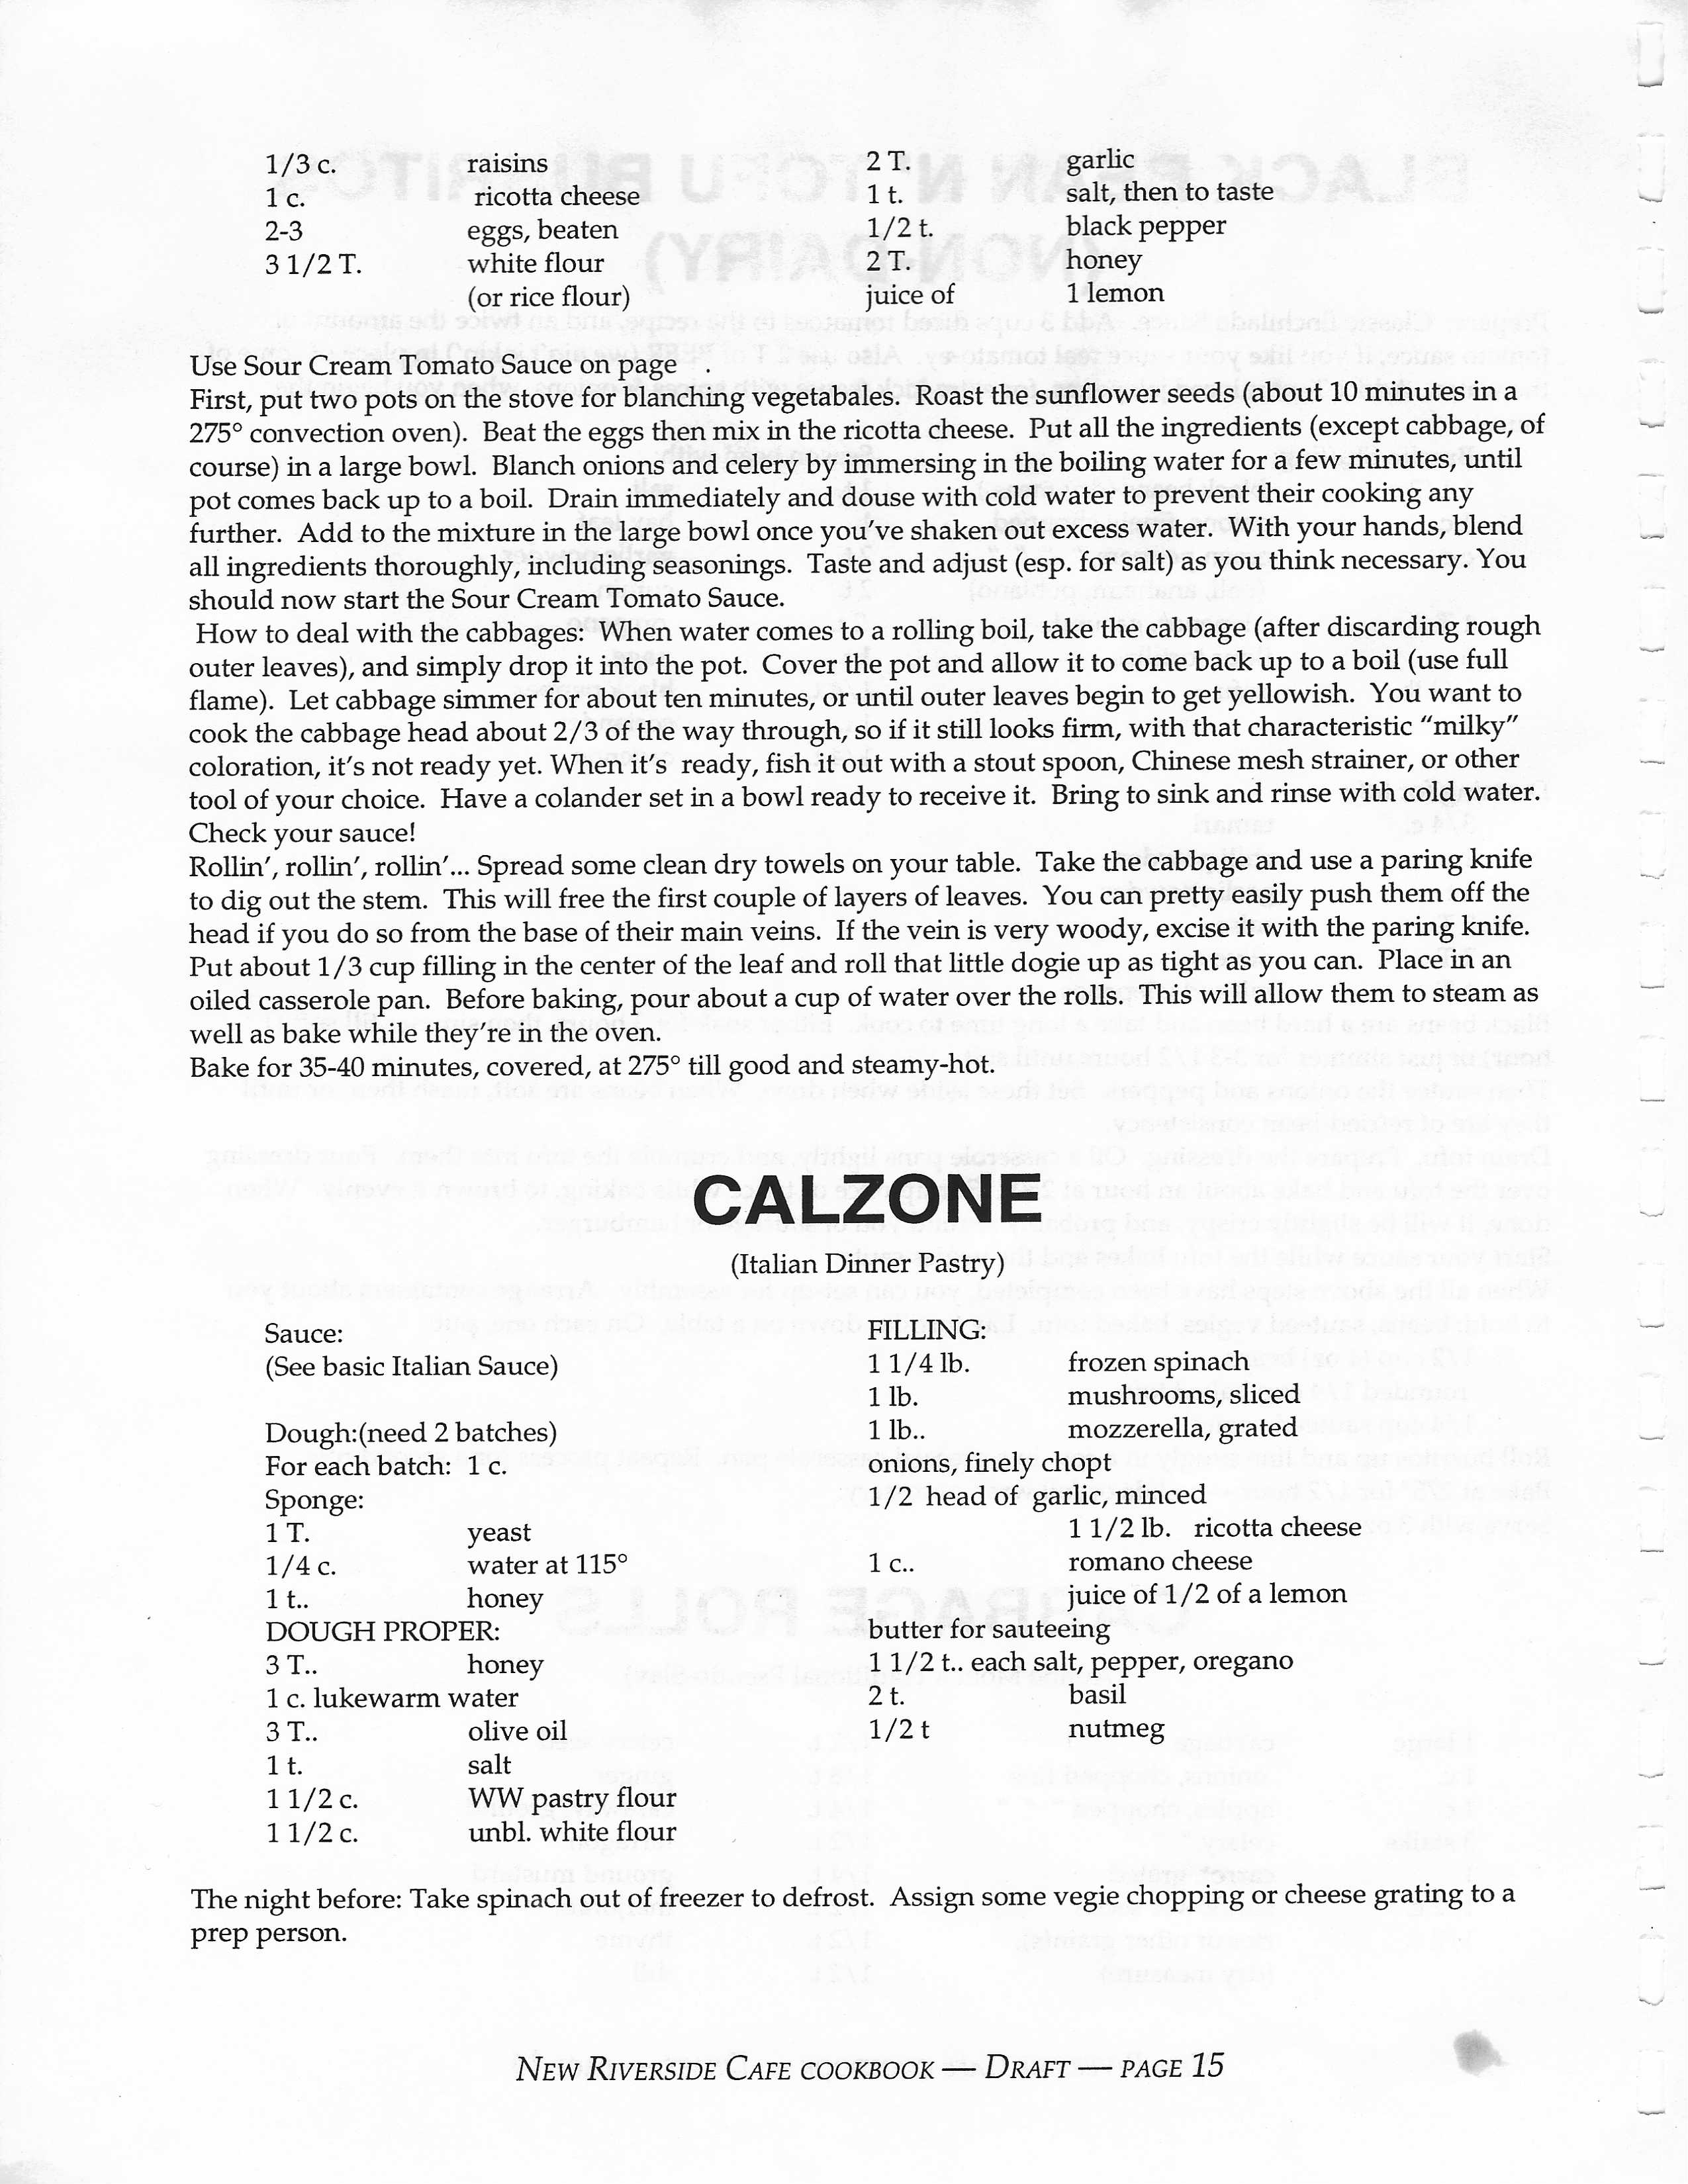 1/3 c. raisins
1 c. ricotta cheese
2-3 eggs, beaten
3 1/2 T. white flour
(or rice flour)
2 T. garlic
1 t. salt, then to taste
1/2 t. black pepper
2 T. honey
juice of 1 lemon
Use Sour Cream Tomato Sauce on page .
First, put two pots on the stove for blanching vegetabales. Roast the sunflower seeds (about 10 minutes in a
275° convection oven). Beat the eggs then mix in the ricotta cheese. Put all the ingredients (except cabbage, of
course) in a large bowl. Blanch onions and celery by immersing in the boiling water for a few minutes, until
pot comes back up to a boil. Drain immediately and douse with cold water to prevent their cooking any
further. Add to the mixture in the large bowl once you've shaken out excess water. With your hands, blend
all ingredients thoroughly, including seasonings. Taste and adjust (esp. for salt) as you think necessary. You
should now start the Sour Cream Tomato Sauce.
How to deal with the cabbages: When water comes to a rolling boil, take the cabbage (after discarding rough
outer leaves), and simply drop it into the pot. Cover the pot and allow it to come back up to a boil (use full
flame). Let cabbage simmer for about ten minutes, or until outer leaves begin to get yellowish. You want to
cook the cabbage head about 2/3 of the way through, so if it still looks firm, with that characteristic "milky"
coloration, it's not ready yet. When it's ready, fish it out with a stout spoon, Chinese mesh strainer, or other
tool of your choice. Have a colander set in a bowl ready to receive it. Bring to sink and rinse with cold water.
Check your sauce!
Rollin', rollin', rollin'... Spread some clean dry towels on your table. Take the cabbage and use a paring knife
to dig out the stem. This will free the first couple of layers of leaves. You can pretty easily push them off the
head if you do so from the base of their main veins. If the vein is very woody, excise it with the paring knife.
Put about 1/3 cup filling in the center of the leaf and roll that little dogie up as tight as you can. Place in an
oiled casserole pan. Before baking, pour about a cup of water over the rolls. This will allow them to steam as
well as bake while they're in the oven.
Bake for 35-40 minutes, covered, at 275° till good and steamy-hot.
CALZONE
(Italian Dinner Pastry)
Sauce:
(See basic Italian Sauce)
Dough:(need 2 batches)
For each batch: 1 c.
Sponge:
1 T. yeast
1/4 c. water at 115°
1 t.. honey
DOUGH PROPER:
3 T.. honey
1 c. lukewarm water
3 T.. olive oil
1 t. salt
1 1/2 c. WW pastry flour
1 1/2 c. unbl. white flour
FILLING:
1 1/4 lb. frozen spinach
1 lb. mushrooms, sliced
1 lb.. mozzerella, grated
onions, finely chopt
1/2 head of garlic, minced
1 1/2 lb. ricotta cheese
1 c.. romano cheese
juice of 1/2 of a lemon
butter for sauteeing
1 1/2 t.. each salt, pepper, oregano
2 t. basil
1/2 t nutmeg
The night before: Take spinach out of freezer to defrost. Assign some vegie chopping or cheese grating to a
prep person.
NEW RIVERSIDE CAFE COOKBOOK — DRAFT — PAGE 15